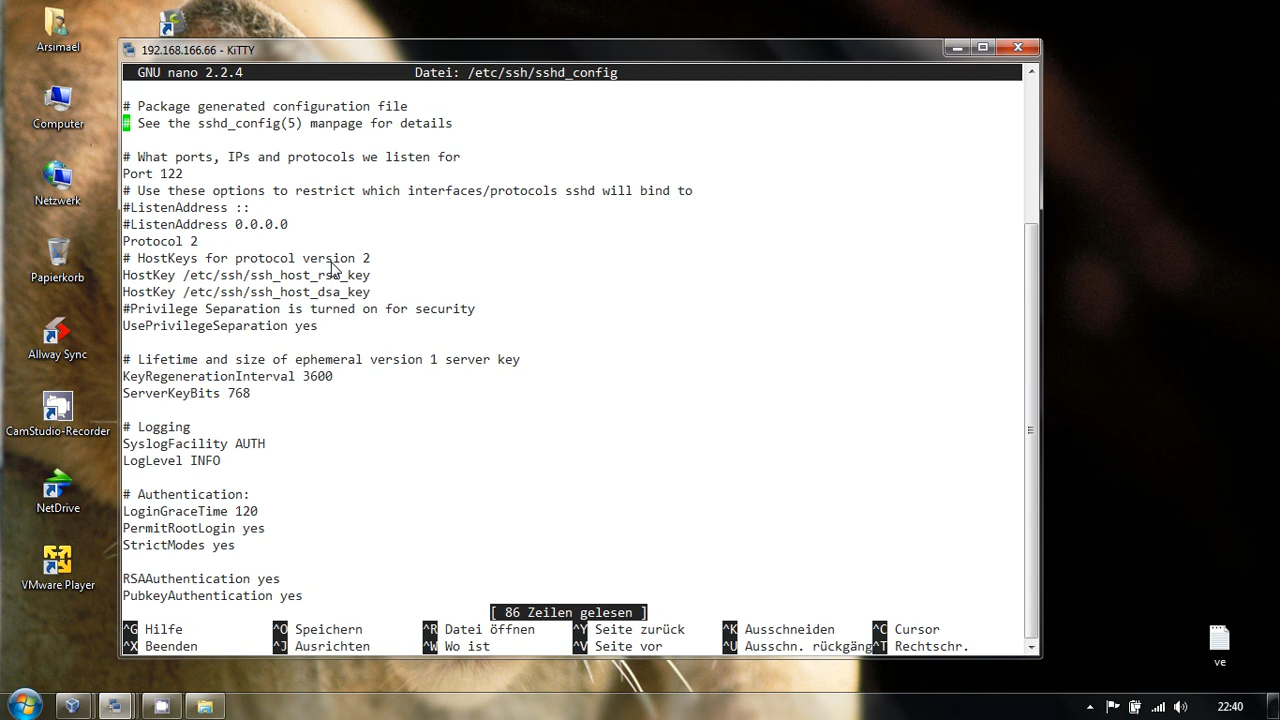 Arsimael
Computer
Netzwerk
Papierkorb
Allway Sync
CamStudio-Recorder
NetDrive
VMware Player
192.168.166.66 - KiTTY
GNU nano 2.2.4 Datei: /etc/ssh/sshd_config
# Package generated configuration file
# See the sshd_config(5) manpage for details
# What ports, IPs and protocols we listen for
Port 122
# Use these options to restrict which interfaces/protocols sshd will bind to
#ListenAddress ::
#ListenAddress 0.0.0.0
Protocol 2
# HostKeys for protocol version 2
HostKey /etc/ssh/ssh_host_rsa_key
HostKey /etc/ssh/ssh_host_dsa_key
#Privilege Separation is turned on for security
UsePrivilegeSeparation yes
# Lifetime and size of ephemeral version 1 server key
KeyRegenerationInterval 3600
ServerKeyBits 768
# Logging
SyslogFacility AUTH
LogLevel INFO
# Authentication:
LoginGraceTime 120
PermitRootLogin yes
StrictModes yes
RSAAuthentication yes
PubkeyAuthentication yes
[ 86 Zeilen gelesen ]
^G Hilfe ^O Speichern ^R Datei öffnen ^Y Seite zurück ^K Ausschneiden ^C Cursor
^X Beenden ^J Ausrichten ^W Wo ist ^V Seite vor ^U Ausschn. rückgäng^T Rechtschr.
ve
22:40